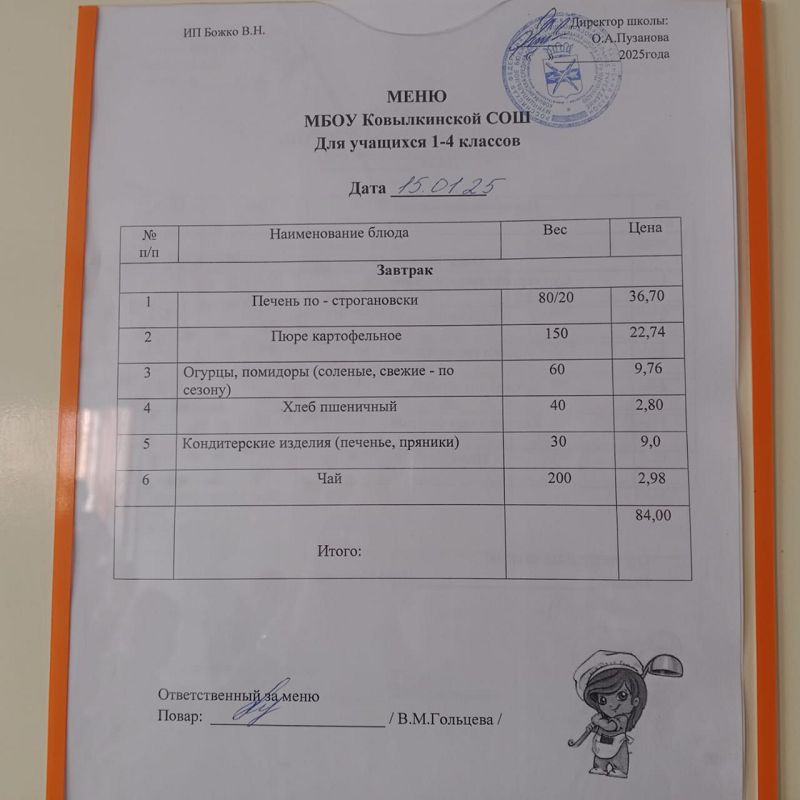 ИП Божко В.Н.
Директор школы:
О.А.Пузанова
2025года
МЕНЮ
МБОУ Ковылкинской СОШ
Для учащихся 1-4 классов
Дата 15.01.25
№ п/п Наименование блюда Вес Цена
Завтрак
1 Печень по - строгановски 80/20 36,70
2 Пюре картофельное 150 22,74
3 Огурцы, помидоры (соленые, свежие - по 60 9,76
сезону)
4 Хлеб пшеничный 40 2,80
5 Кондитерские изделия (печенье, пряники) 30 9,0
6 Чай 200 2,98
84,00
Итого:
Ответственный за меню
Повар: / В.М.Гольцева /